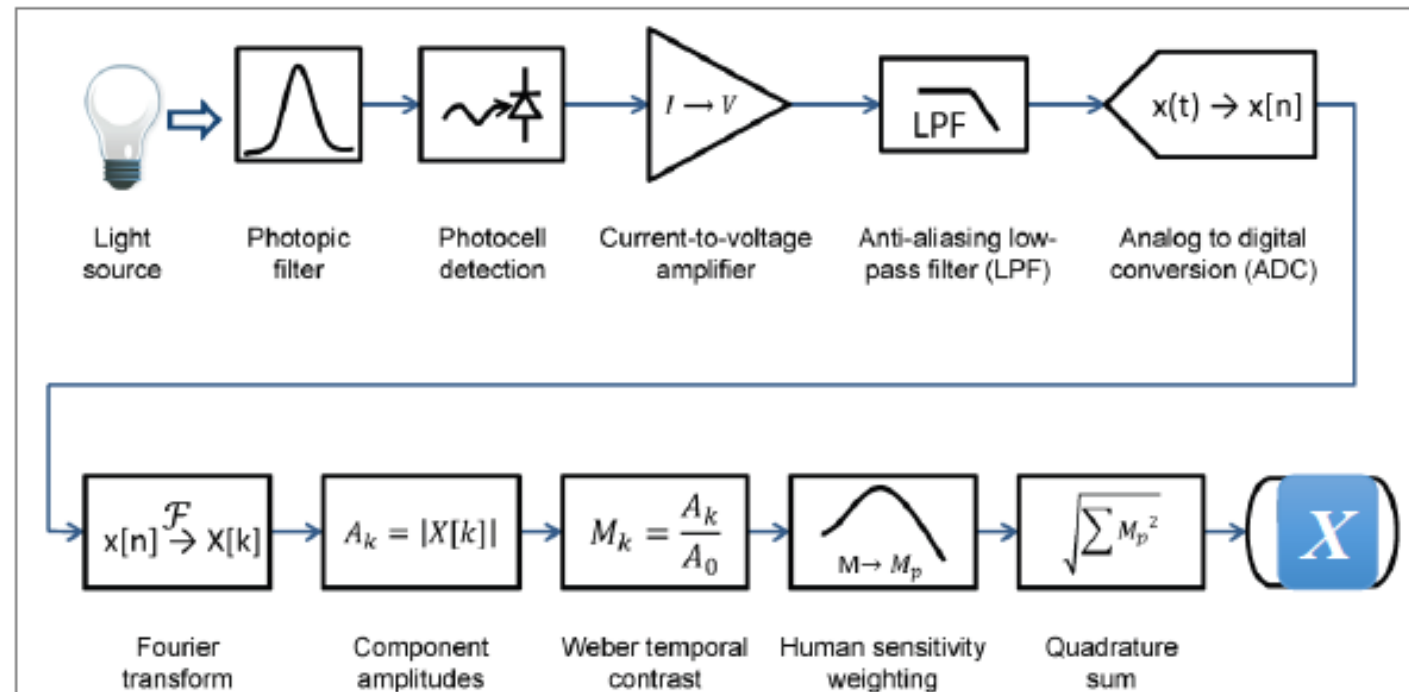 I → V
LPF
x(t) → x[n]
Light
source
Photopic
filter
Photocell
detection
Current-to-voltage
amplifier
Anti-aliasing low-
pass filter (LPF)
Analog to digital
conversion (ADC)
x[n] ℱ→ X[k]
A_k = |X[k]|
M_k = A_k / A_0
M → M_p
√∑ M_p²
X
Fourier
transform
Component
amplitudes
Weber temporal
contrast
Human sensitivity
weighting
Quadrature
sum